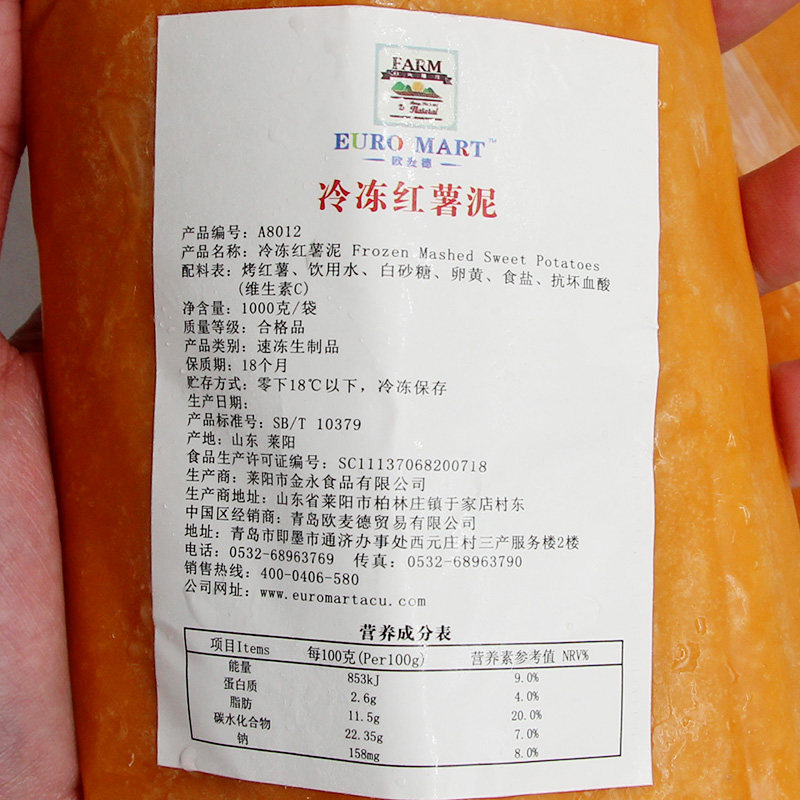 FARM
Natural
EURO MART™
欧麦德
冷冻红薯泥
产品编号：A8012
产品名称：冷冻红薯泥 Frozen Mashed Sweet Potatoes
配料表：烤红薯、饮用水、白砂糖、卵黄、食盐、抗坏血酸
(维生素C)
净含量：1000克/袋
质量等级：合格品
产品类别：速冻生制品
保质期：18个月
贮存方式：零下18℃以下，冷冻保存
生产日期：
产品标准号：SB/T 10379
产地：山东 莱阳
食品生产许可证编号：SC11137068200718
生产商：莱阳市金永食品有限公司
生产商地址：山东省莱阳市柏林庄镇于家店村东
中国区经销商：青岛欧麦德贸易有限公司
地址：青岛市即墨市通济办事处西元庄村三产服务楼2楼
电话：0532-68963769 传真：0532-68963790
销售热线：400-0406-580
公司网址：www.euromartacu.com
营养成分表
项目Items 每100克(Per100g) 营养素参考值 NRV%
能量 853kJ 9.0%
蛋白质 2.6g 4.0%
脂肪 11.5g 20.0%
碳水化合物 22.35g 7.0%
钠 158mg 8.0%